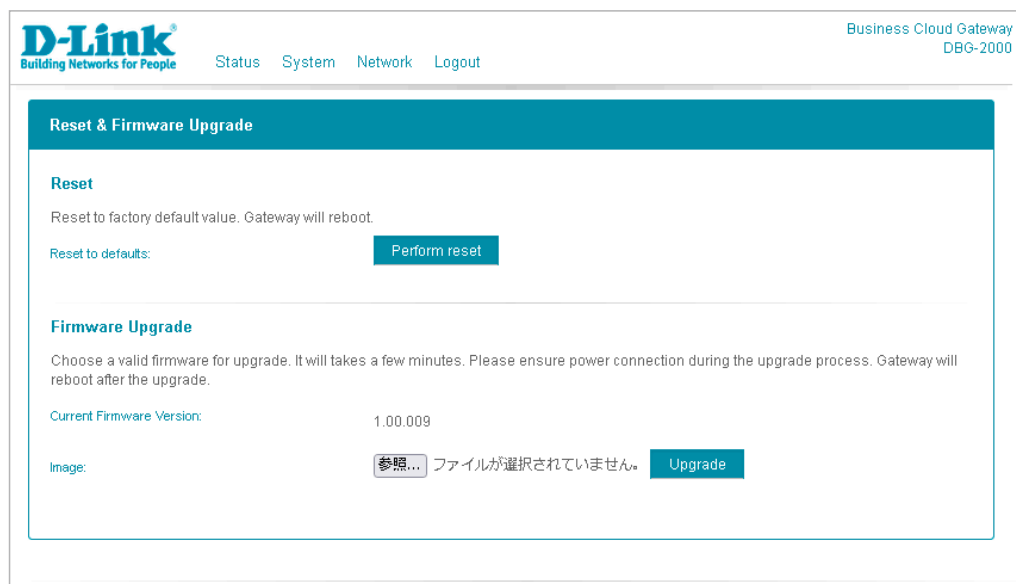 D-Link®
Building Networks for People
Status System Network Logout
Business Cloud Gateway
DBG-2000
Reset & Firmware Upgrade
Reset
Reset to factory default value. Gateway will reboot.
Reset to defaults: Perform reset
Firmware Upgrade
Choose a valid firmware for upgrade. It will takes a few minutes. Please ensure power connection during the upgrade process. Gateway will
reboot after the upgrade.
Current Firmware Version: 1.00.009
Image: 参照... ファイルが選択されていません。 Upgrade